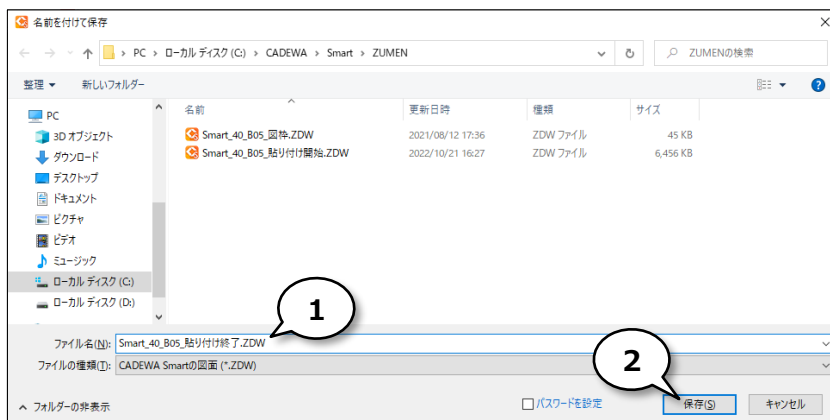 名前を付けて保存
PC › ローカル ディスク (C:) › CADEWA › Smart › ZUMEN
ZUMENの検索
整理 新しいフォルダー
名前 更新日時 種類 サイズ
PC
3D オブジェクト
ダウンロード
デスクトップ
ドキュメント
ピクチャ
ビデオ
ミュージック
ローカル ディスク (C:)
ローカル ディスク (D:)
Smart_40_B05_図枠.ZDW 2021/08/12 17:36 ZDW ファイル 45 KB
Smart_40_B05_貼り付け開始.ZDW 2022/10/21 16:27 ZDW ファイル 6,456 KB
1
ファイル名(N): Smart_40_B05_貼り付け終了.ZDW
ファイルの種類(T): CADEWA Smartの図面 (*.ZDW)
2
フォルダーの非表示 パスワードを設定 保存(S) キャンセル